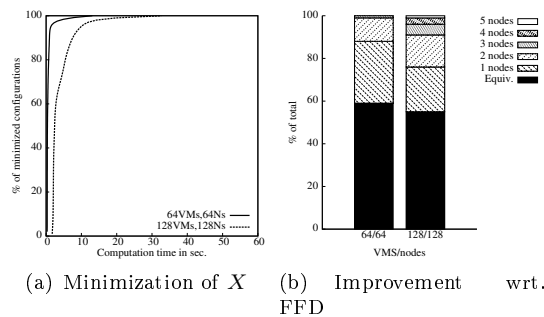 100
80
60
40
20
0
% of minimized configurations
64VMs,64Ns
128VMs,128Ns
0 10 20 30 40 50 60
Computation time in sec.
(a) Minimization of X
100
80
60
40
20
0
% of total
64/64 128/128
VMS/nodes
5 nodes
4 nodes
3 nodes
2 nodes
1 nodes
Equiv.
(b) Improvement wrt.
FFD